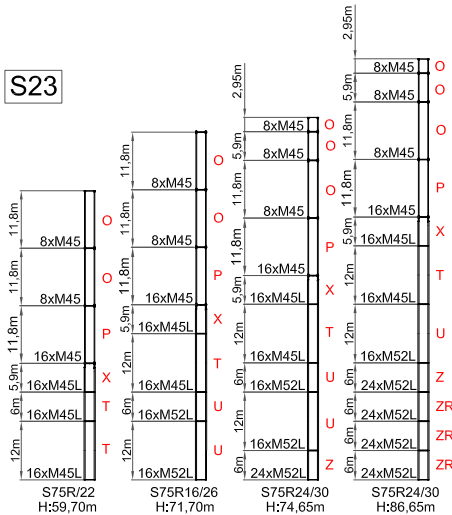 S23
11,8m O
8xM45
11,8m O
8xM45
11,8m P
16xM45
5,9m X
16xM45L
6m T
16xM45L
12m T
16xM45L
S75R/22
H:59,70m
11,8m O
8xM45
11,8m O
8xM45
11,8m P
16xM45
5,9m X
16xM45L
12m T
16xM45L
6m U
16xM52L
12m U
16xM52L
S75R16/26
H:71,70m
2,95m
8xM45 O
5,9m O
8xM45
11,8m O
8xM45
11,8m P
16xM45
5,9m X
16xM45L
12m T
16xM45L
6m U
16xM52L
12m U
16xM52L
6m Z
24xM52L
S75R24/30
H:74,65m
2,95m
8xM45 O
5,9m O
8xM45
11,8m O
8xM45
11,8m P
16xM45
5,9m X
16xM45L
12m T
16xM45L
12m U
16xM52L
6m Z
24xM52L
6m ZR
24xM52L
6m ZR
24xM52L
6m ZR
24xM52L
S75R24/30
H:86,65m